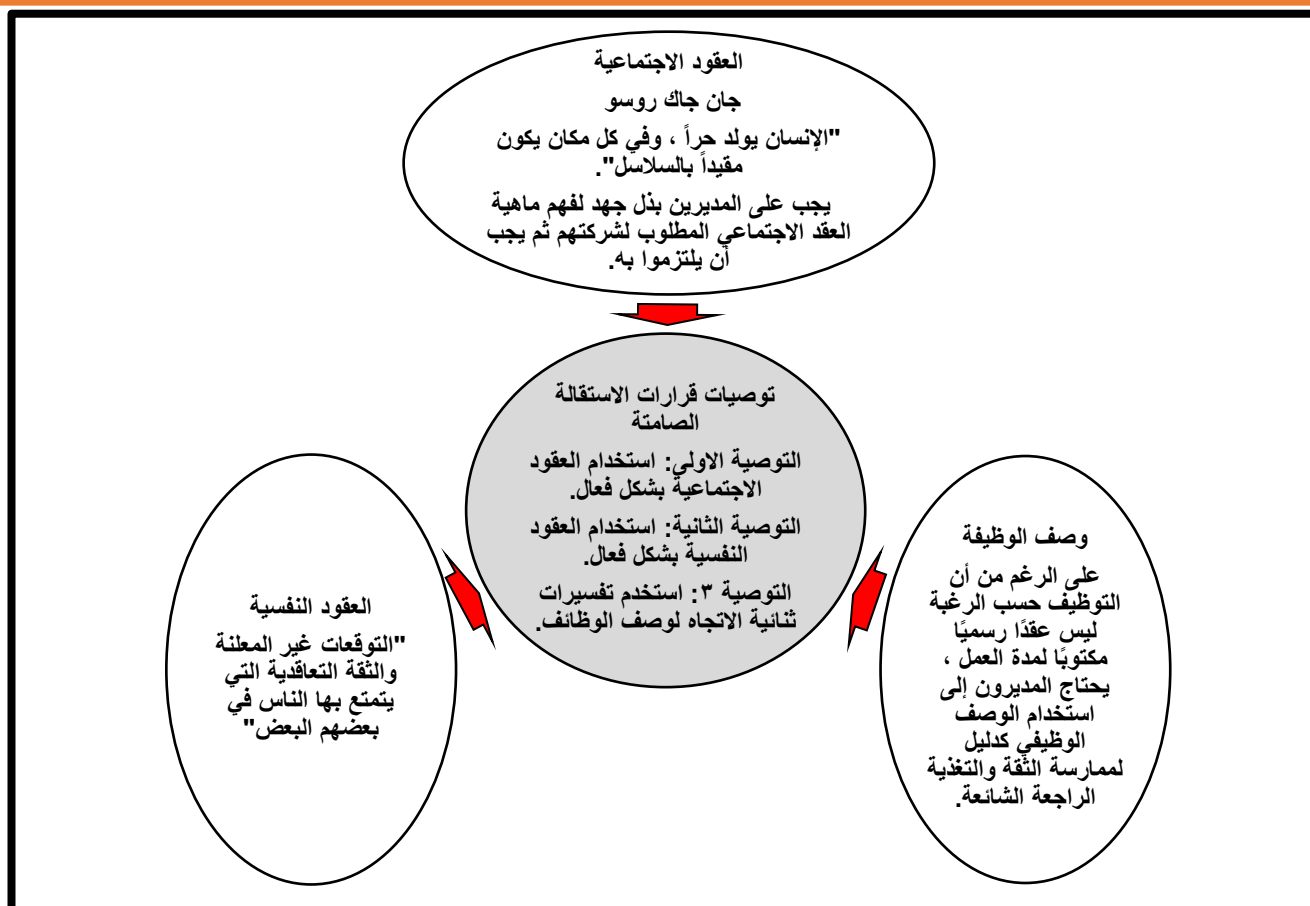 العقود الاجتماعية
جان جاك روسو
"الإنسان يولد حراً ، وفي كل مكان يكون
مقيداً بالسلاسل".
يجب على المديرين بذل جهد لفهم ماهية
العقد الاجتماعي المطلوب لشركتهم ثم يجب
أن يلتزموا به.
توصيات قرارات الاستقالة
الصامتة
التوصية الاولى: استخدام العقود
الاجتماعية بشكل فعال.
التوصية الثانية: استخدام العقود
النفسية بشكل فعال.
التوصية ٣: استخدم تفسيرات
ثنائية الاتجاه لوصف الوظائف.
وصف الوظيفة
على الرغم من أن
التوظيف حسب الرغبة
ليس عقدًا رسميًا
مكتوبًا لمدة العمل ،
يحتاج المديرون إلى
استخدام الوصف
الوظيفي كدليل
لممارسة الثقة والتغذية
الراجعة الشائعة.
العقود النفسية
"التوقعات غير المعلنة
والثقة التعاقدية التي
يتمتع بها الناس في
بعضهم البعض"